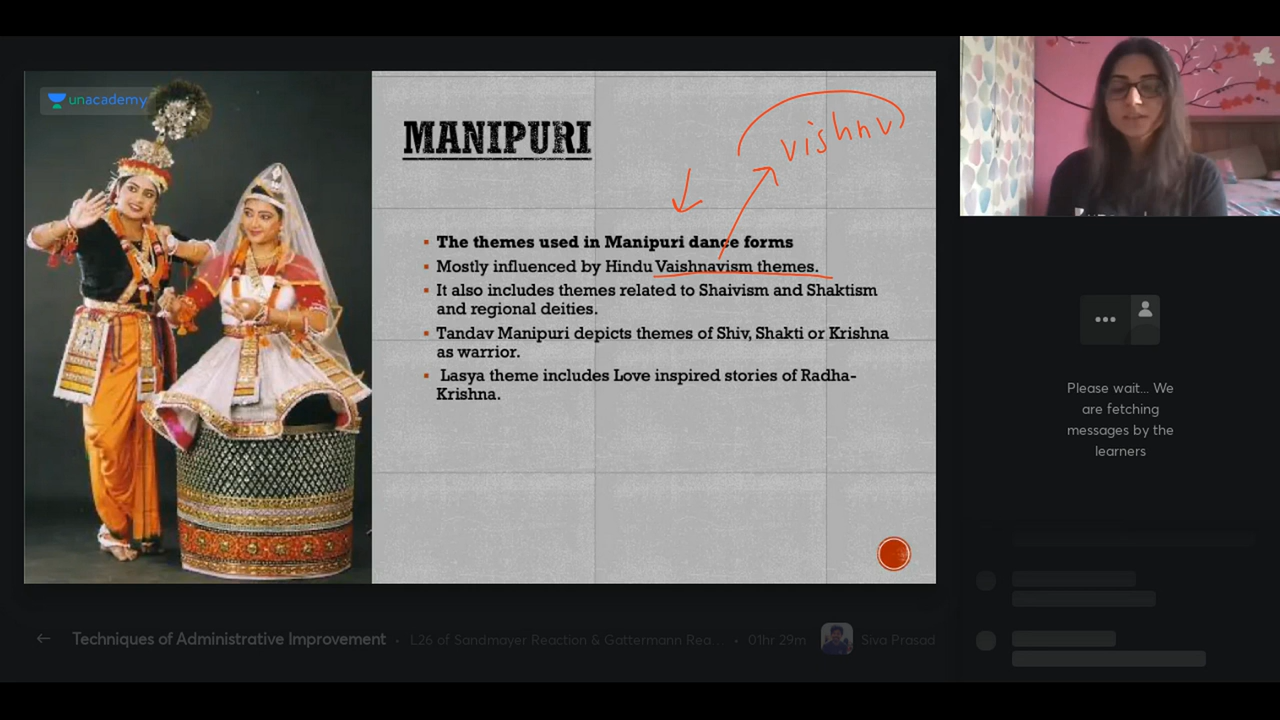 unacademy
MANIPURI
vishnu
The themes used in Manipuri dance forms
Mostly influenced by Hindu Vaishnavism themes.
It also includes themes related to Shaivism and Shaktism
and regional deities.
Tandav Manipuri depicts themes of Shiv, Shakti or Krishna
as warrior.
Lasya theme includes Love inspired stories of Radha-
Krishna.
Please wait... We
are fetching
messages by the
learners
Techniques of Administrative Improvement • L26 of Sandmayer Reaction & Gattermann Rea... • 01hr 29m Siva Prasad